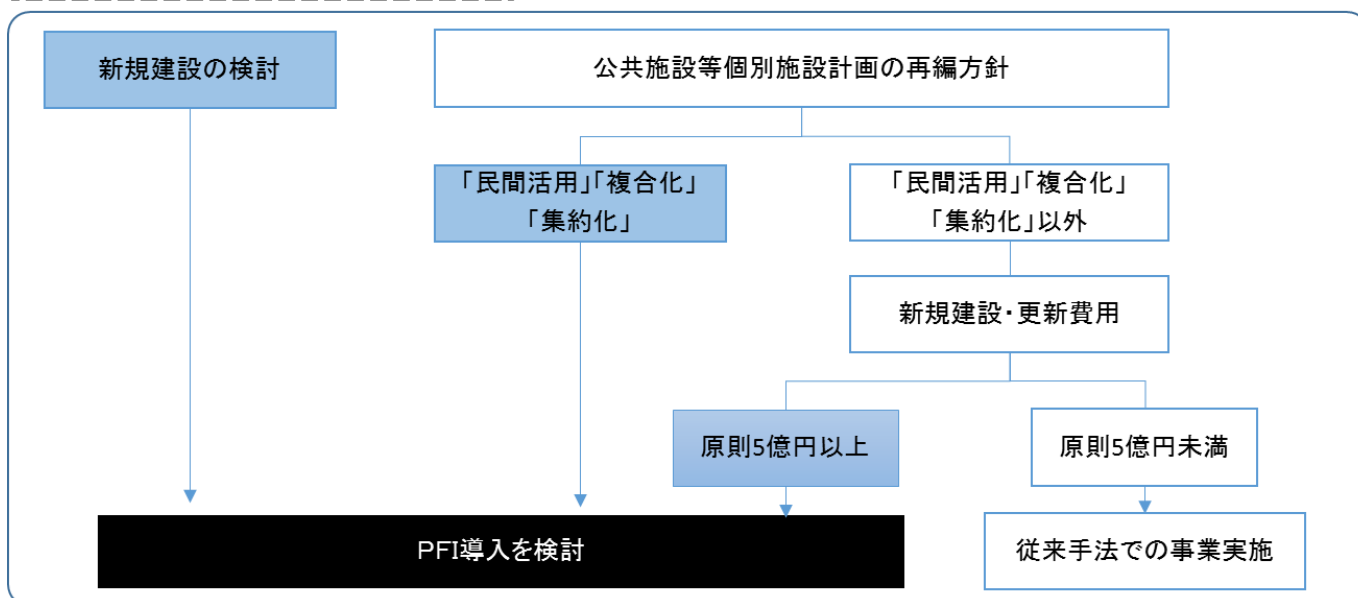 新規建設の検討
公共施設等個別施設計画の再編方針
「民間活用」「複合化」
「集約化」
「民間活用」「複合化」
「集約化」以外
新規建設・更新費用
原則5億円以上
原則5億円未満
PFI導入を検討
従来手法での事業実施